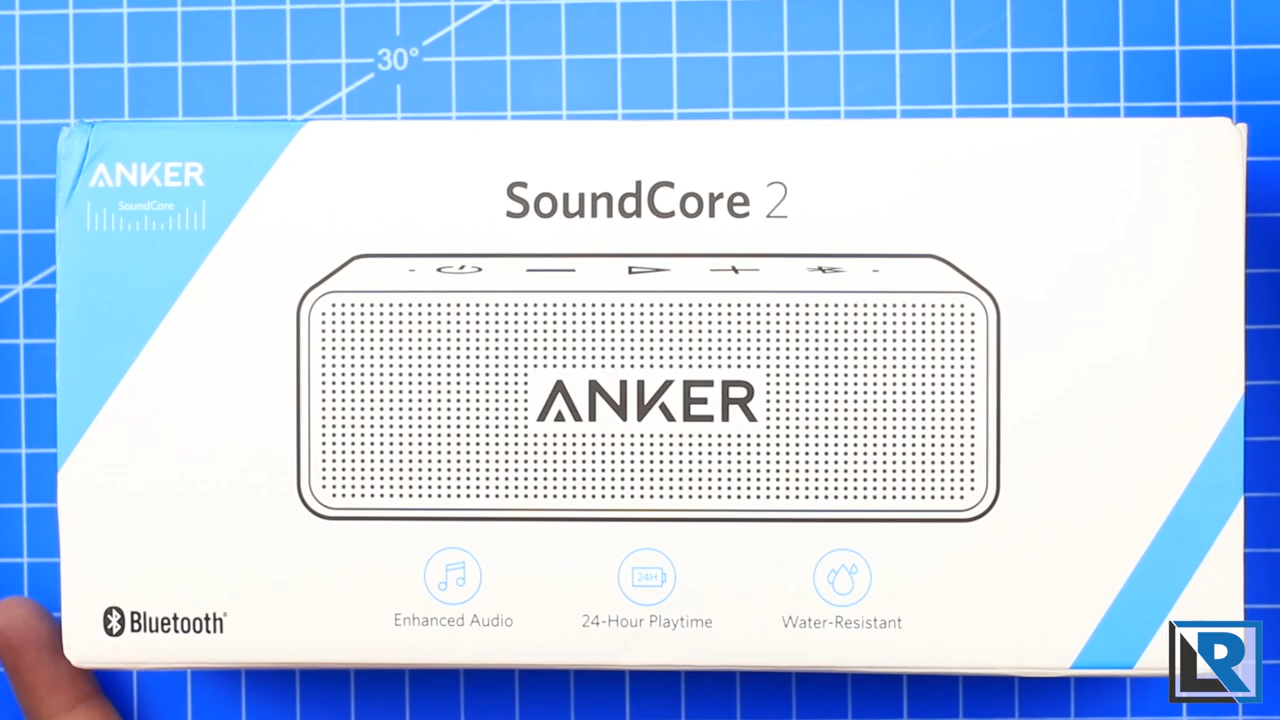 30°
ANKER
SoundCore
SoundCore 2
ANKER
24H
Enhanced Audio
24-Hour Playtime
Water-Resistant
Bluetooth®
LR